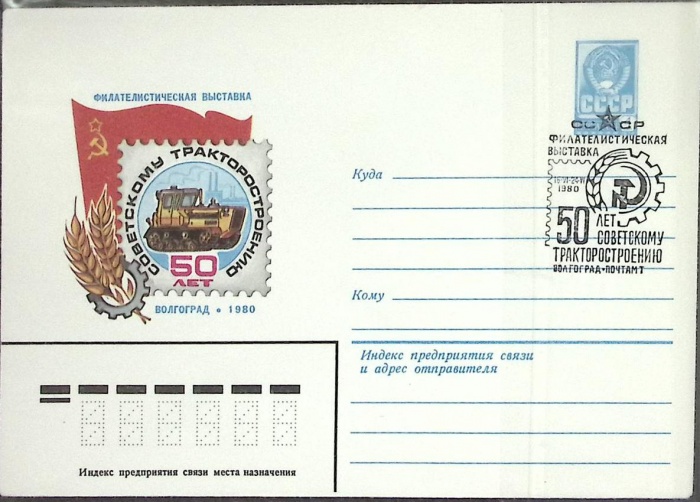 ФИЛАТЕЛИСТИЧЕСКАЯ ВЫСТАВКА
СОВЕТСКОМУ ТРАКТОРОСТРОЕНИЮ
50
ЛЕТ
ВОЛГОГРАД • 1980
СССР
СССР
ФИЛАТЕЛИСТИЧЕСКАЯ
ВЫСТАВКА
1980
50 ЛЕТ
СОВЕТСКОМУ
ТРАКТОРОСТРОЕНИЮ
ВОЛГОГРАД-ПОЧТАМТ
Куда
Кому
Индекс предприятия связи
и адрес отправителя
Индекс предприятия связи места назначения